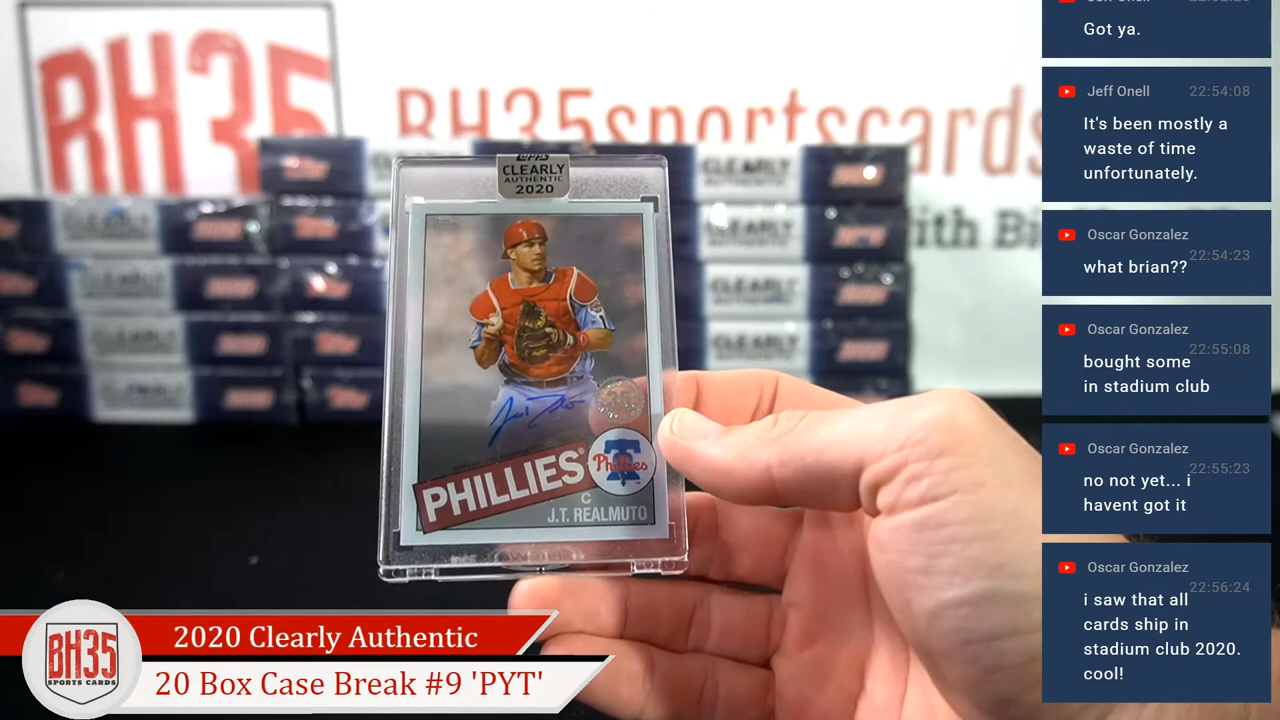 BH35
BH35sportscards
TOPPS
CLEARLY
AUTHENTIC
2020
CLEARLY
AUTHENTIC
PHILLIES
Phillies
C
J.T. REALMUTO
BH35
SPORTS CARDS
2020 Clearly Authentic
20 Box Case Break #9 'PYT'
Got ya.
Jeff Onell 22:54:08
It's been mostly a
waste of time
unfortunately.
Oscar Gonzalez
22:54:23
what brian??
Oscar Gonzalez
22:55:08
bought some
in stadium club
Oscar Gonzalez
22:55:23
no not yet... i
havent got it
Oscar Gonzalez
22:56:24
i saw that all
cards ship in
stadium club 2020.
cool!